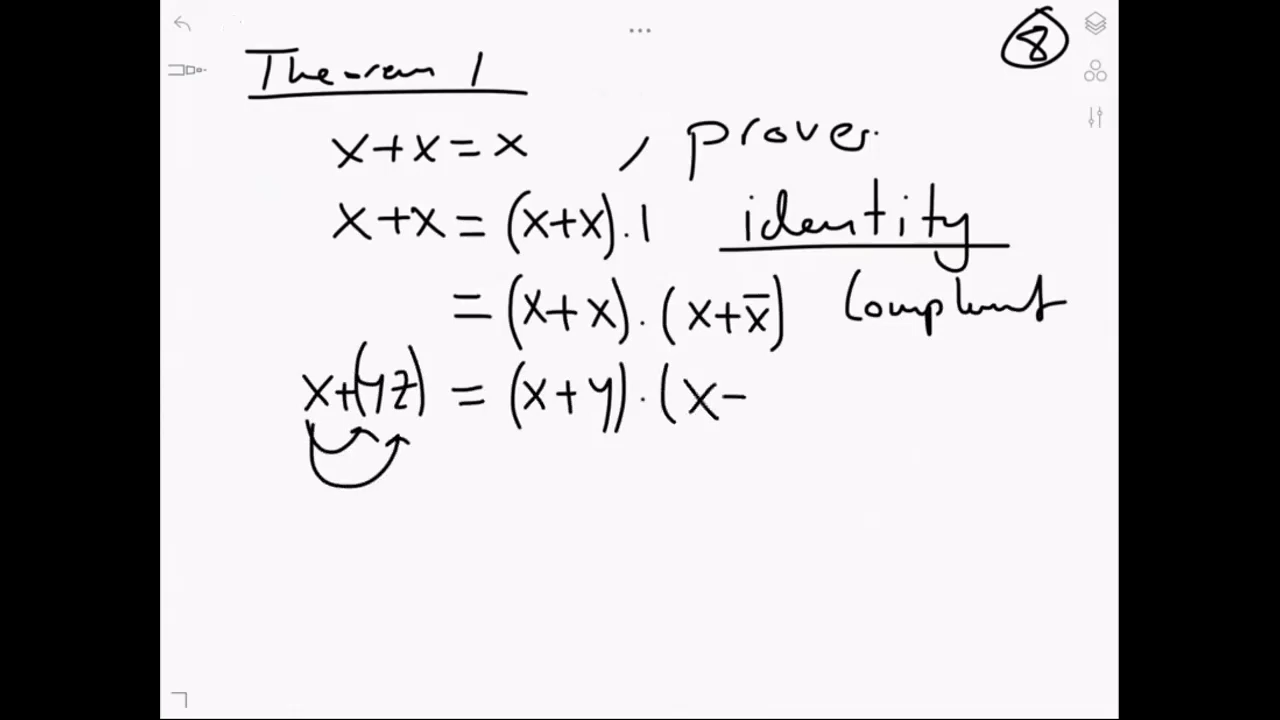 8
Theorem 1
x+x=x , prove.
x+x = (x+x).1 identity
= (x+x).(x+x̅) Complement
x+(yz) = (x+y).(x-